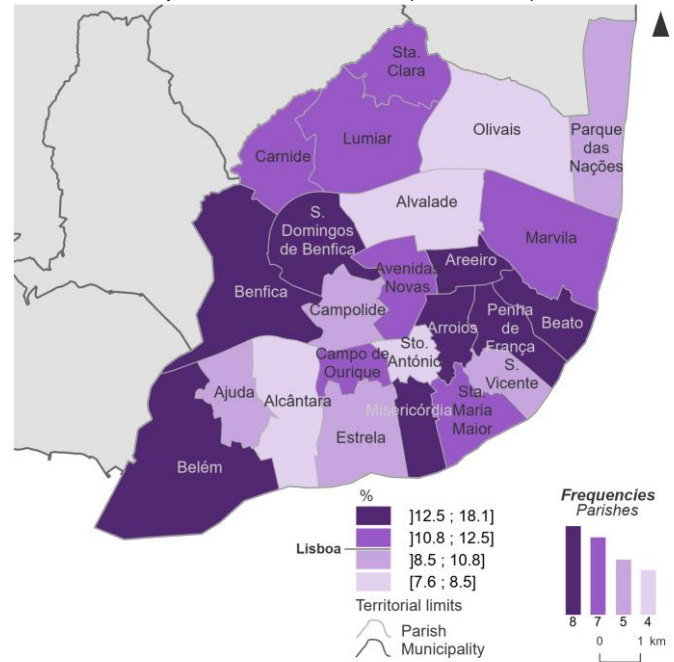 Sta.
Clara
Olivais
Parque
das
Nações
Lumiar
Carnide
Alvalade
S.
Domingos
de Benfica
Marvila
Areeiro
Avenidas
Novas
Benfica
Campolide
Penha
de
França
Beato
Arroios
Sto.
António
Campo de
Ourique
S.
Vicente
Ajuda
Alcântara
Misericórdia
Sta.
Maria
Maior
Estrela
Belém
%
]12.5 ; 18.1]
]10.8 ; 12.5]
Lisboa
]8.5 ; 10.8]
[7.6 ; 8.5]
Territorial limits
Parish
Municipality
Frequencies
Parishes
8 7 5 4
0 1 km